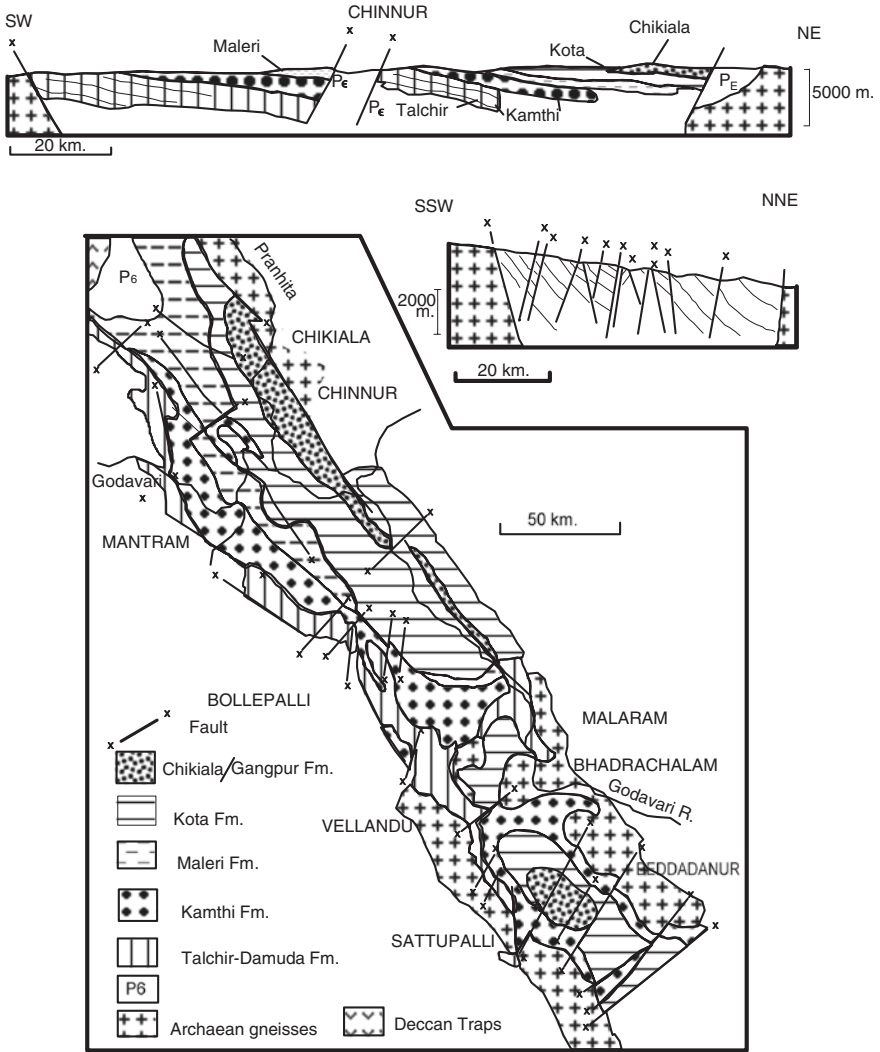 SW
CHINNUR
NE
Maleri
Kota
Chikiala
Pϵ
Pϵ
Talchir
Kamthi
PE
5000 m.
20 km.
SSW
NNE
2000
m.
20 km.
P6
Pranhita
CHIKIALA
CHINNUR
Godavari
MANTRAM
50 km.
BOLLEPALLI
MALARAM
BHADRACHALAM
Godavari R.
VELLANDU
BEDDADANUR
SATTUPALLI
Fault
Chikiala/Gangpur Fm.
Kota Fm.
Maleri Fm.
Kamthi Fm.
Talchir-Damuda Fm.
P6
Archaean gneisses
Deccan Traps